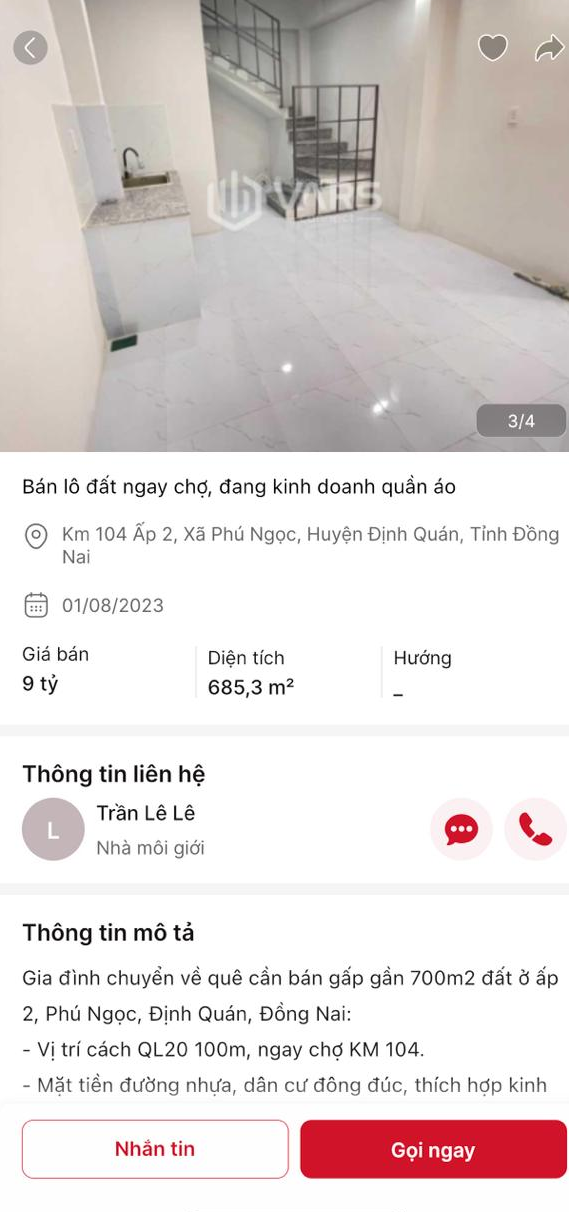 VARS
3/4
Bán lô đất ngay chợ, đang kinh doanh quần áo
Km 104 Ấp 2, Xã Phú Ngọc, Huyện Định Quán, Tỉnh Đồng
Nai
01/08/2023
Giá bán
9 tỷ
Diện tích
685,3 m²
Hướng
_
Thông tin liên hệ
L
Trần Lê Lê
Nhà môi giới
Thông tin mô tả
Gia đình chuyển về quê cần bán gấp gần 700m2 đất ở ấp
2, Phú Ngọc, Định Quán, Đồng Nai:
- Vị trí cách QL20 100m, ngay chợ KM 104.
- Mặt tiền đường nhựa, dân cư đông đúc, thích hợp kinh
Nhắn tin
Gọi ngay